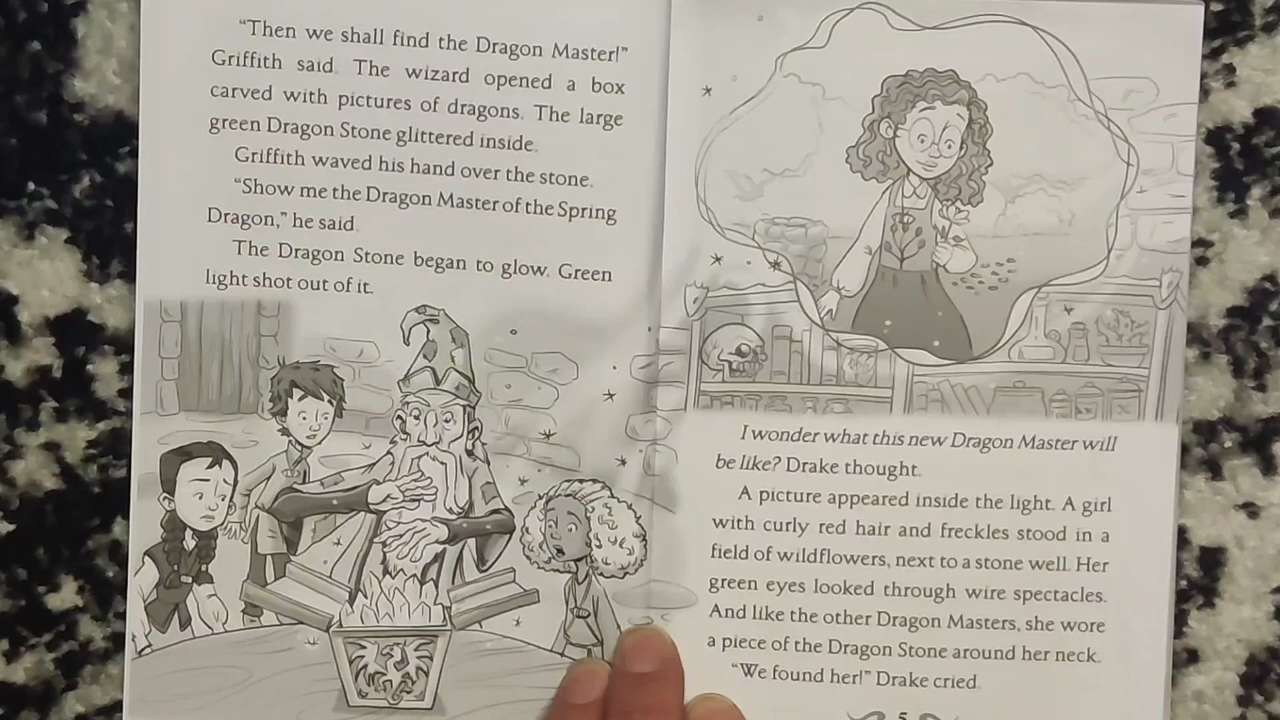 “Then we shall find the Dragon Master!”
Griffith said. The wizard opened a box
carved with pictures of dragons. The large
green Dragon Stone glittered inside.
Griffith waved his hand over the stone.
“Show me the Dragon Master of the Spring
Dragon,” he said.
The Dragon Stone began to glow. Green
light shot out of it.
I wonder what this new Dragon Master will
be like? Drake thought.
A picture appeared inside the light. A girl
with curly red hair and freckles stood in a
field of wildflowers, next to a stone well. Her
green eyes looked through wire spectacles.
And like the other Dragon Masters, she wore
a piece of the Dragon Stone around her neck.
“We found her!” Drake cried.
5